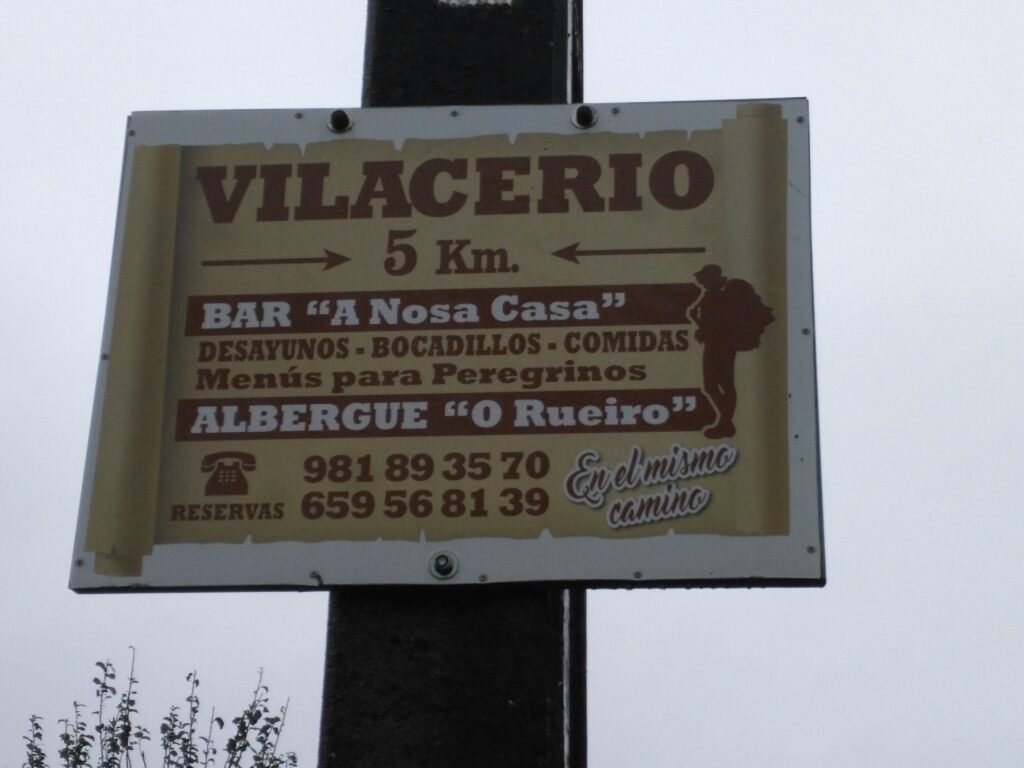 VILACERIO
5 Km.
BAR “A Nosa Casa”
DESAYUNOS - BOCADILLOS - COMIDAS
Menús para Peregrinos
ALBERGUE “O Rueiro”
981 89 35 70
RESERVAS 659 56 81 39
En el mismo
camino